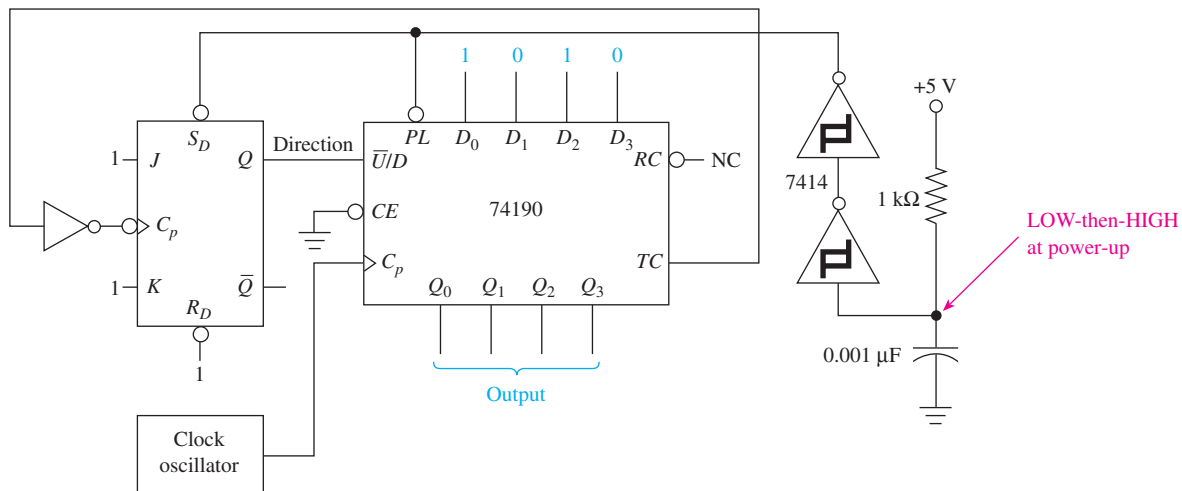 1 0 1 0
+5 V
S_D
Direction
PL D_0 D_1 D_2 D_3
1 J Q
U̅/D
RC NC
7414
1 kΩ
CE
74190
LOW-then-HIGH
at power-up
C_p
C_p
TC
1 K Q̅
Q_0 Q_1 Q_2 Q_3
R_D
1
0.001 μF
Output
Clock
oscillator